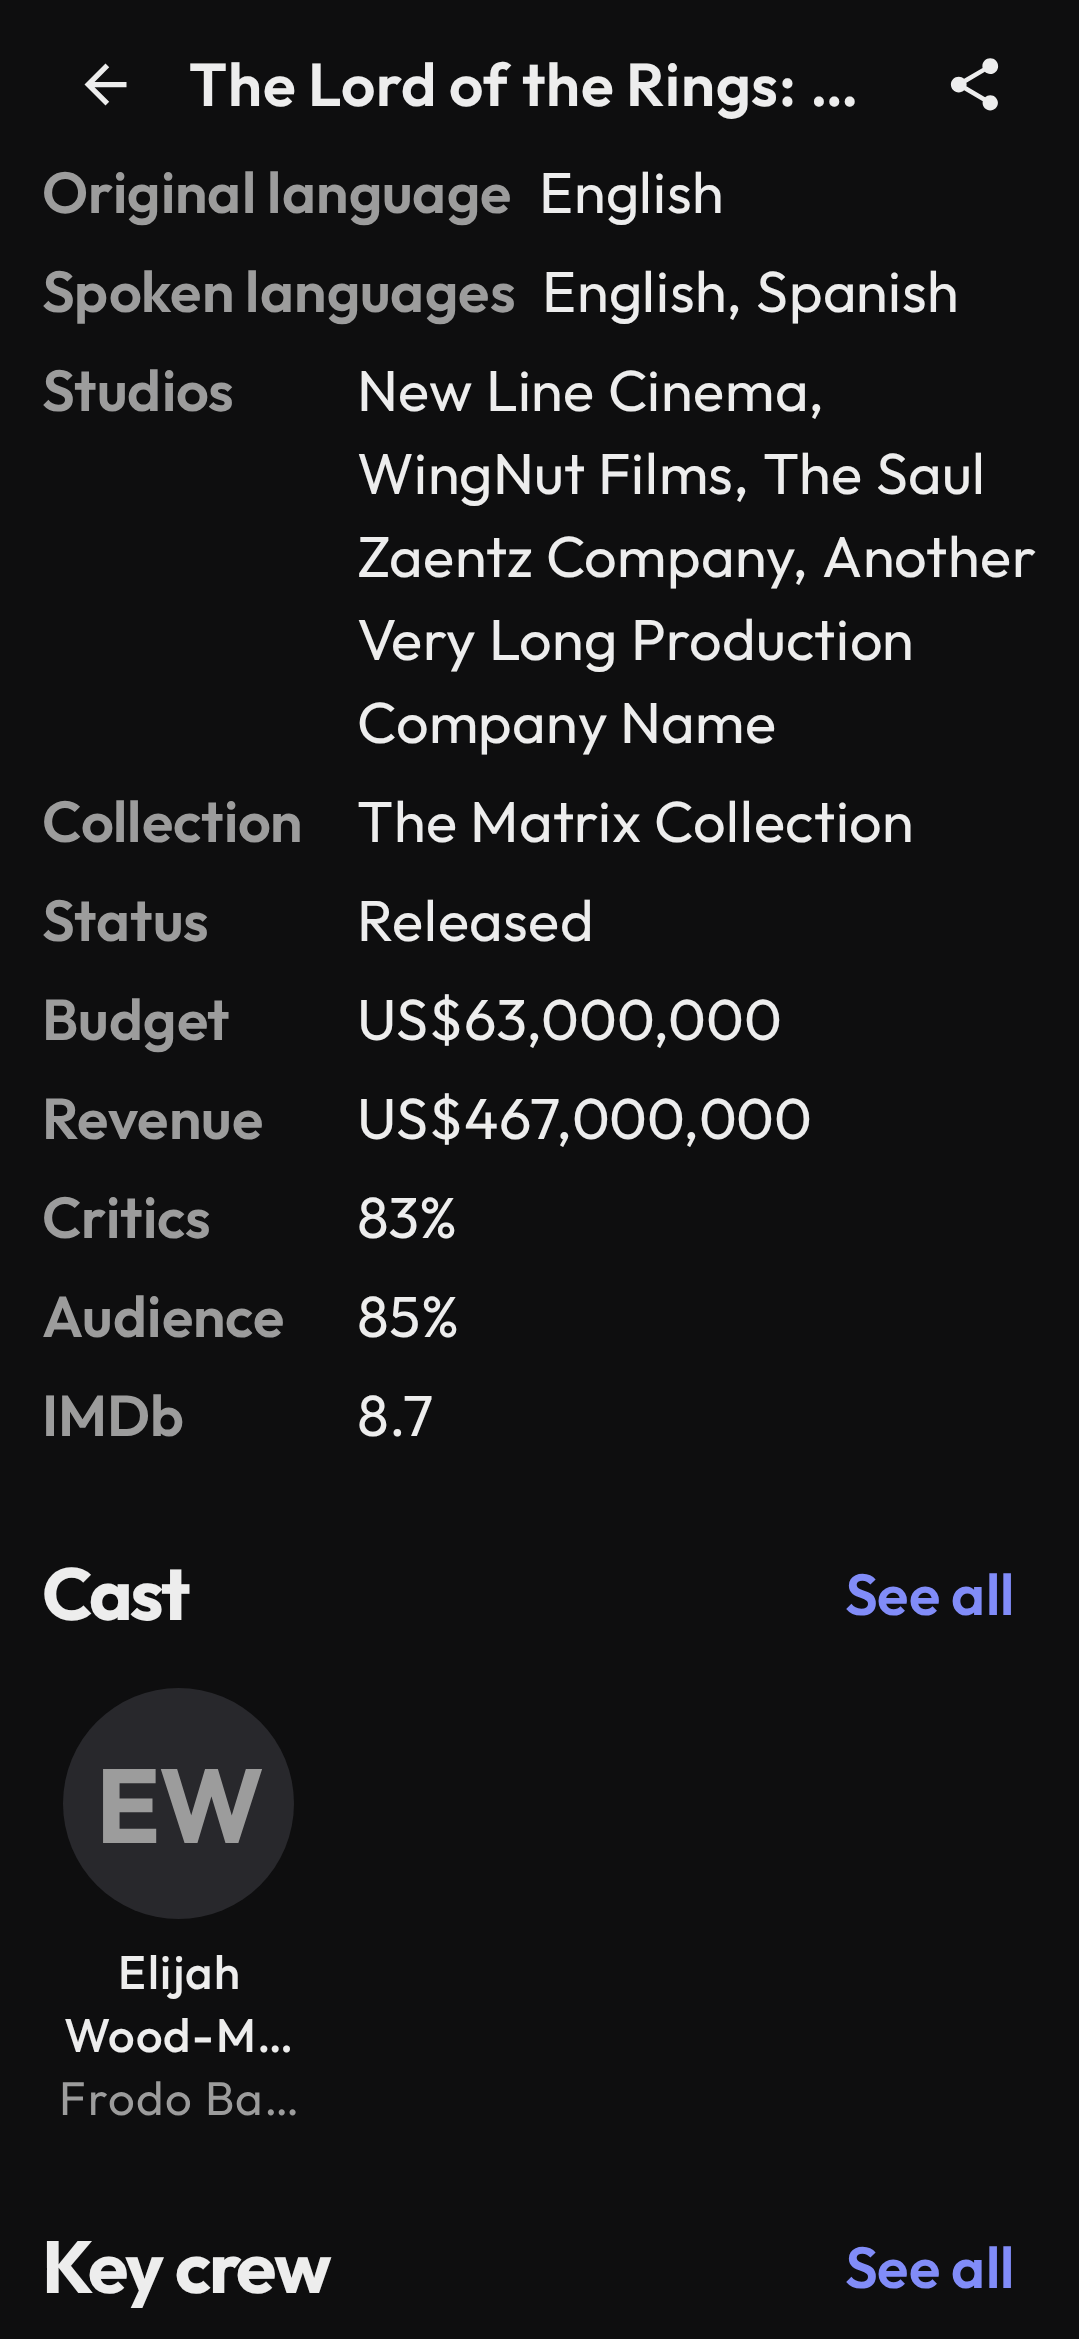 The Lord of the Rings: ...
Original language English
Spoken languages English, Spanish
Studios New Line Cinema,
WingNut Films, The Saul
Zaentz Company, Another
Very Long Production
Company Name
Collection The Matrix Collection
Status Released
Budget US$63,000,000
Revenue US$467,000,000
Critics 83%
Audience 85%
IMDb 8.7
Cast See all
EW
Elijah
Wood-M...
Frodo Ba...
Key crew See all